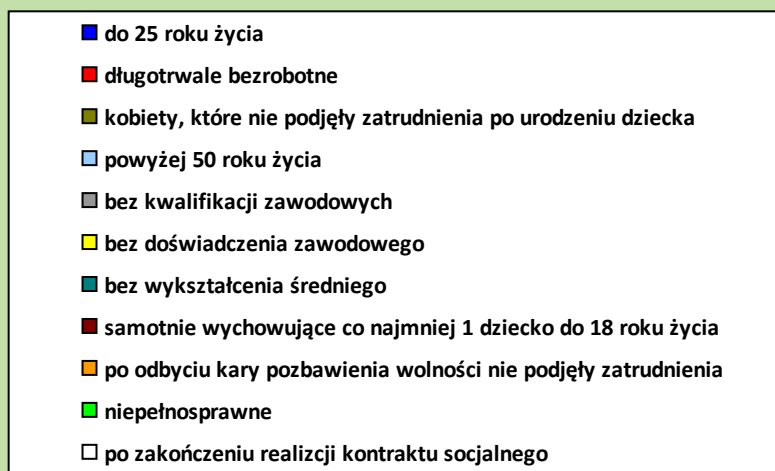 do 25 roku życia
długotrwale bezrobotne
kobiety, które nie podjęły zatrudnienia po urodzeniu dziecka
powyżej 50 roku życia
bez kwalifikacji zawodowych
bez doświadczenia zawodowego
bez wykształcenia średniego
samotnie wychowujące co najmniej 1 dziecko do 18 roku życia
po odbyciu kary pozbawienia wolności nie podjęły zatrudnienia
niepełnosprawne
po zakończeniu realizcji kontraktu socjalnego